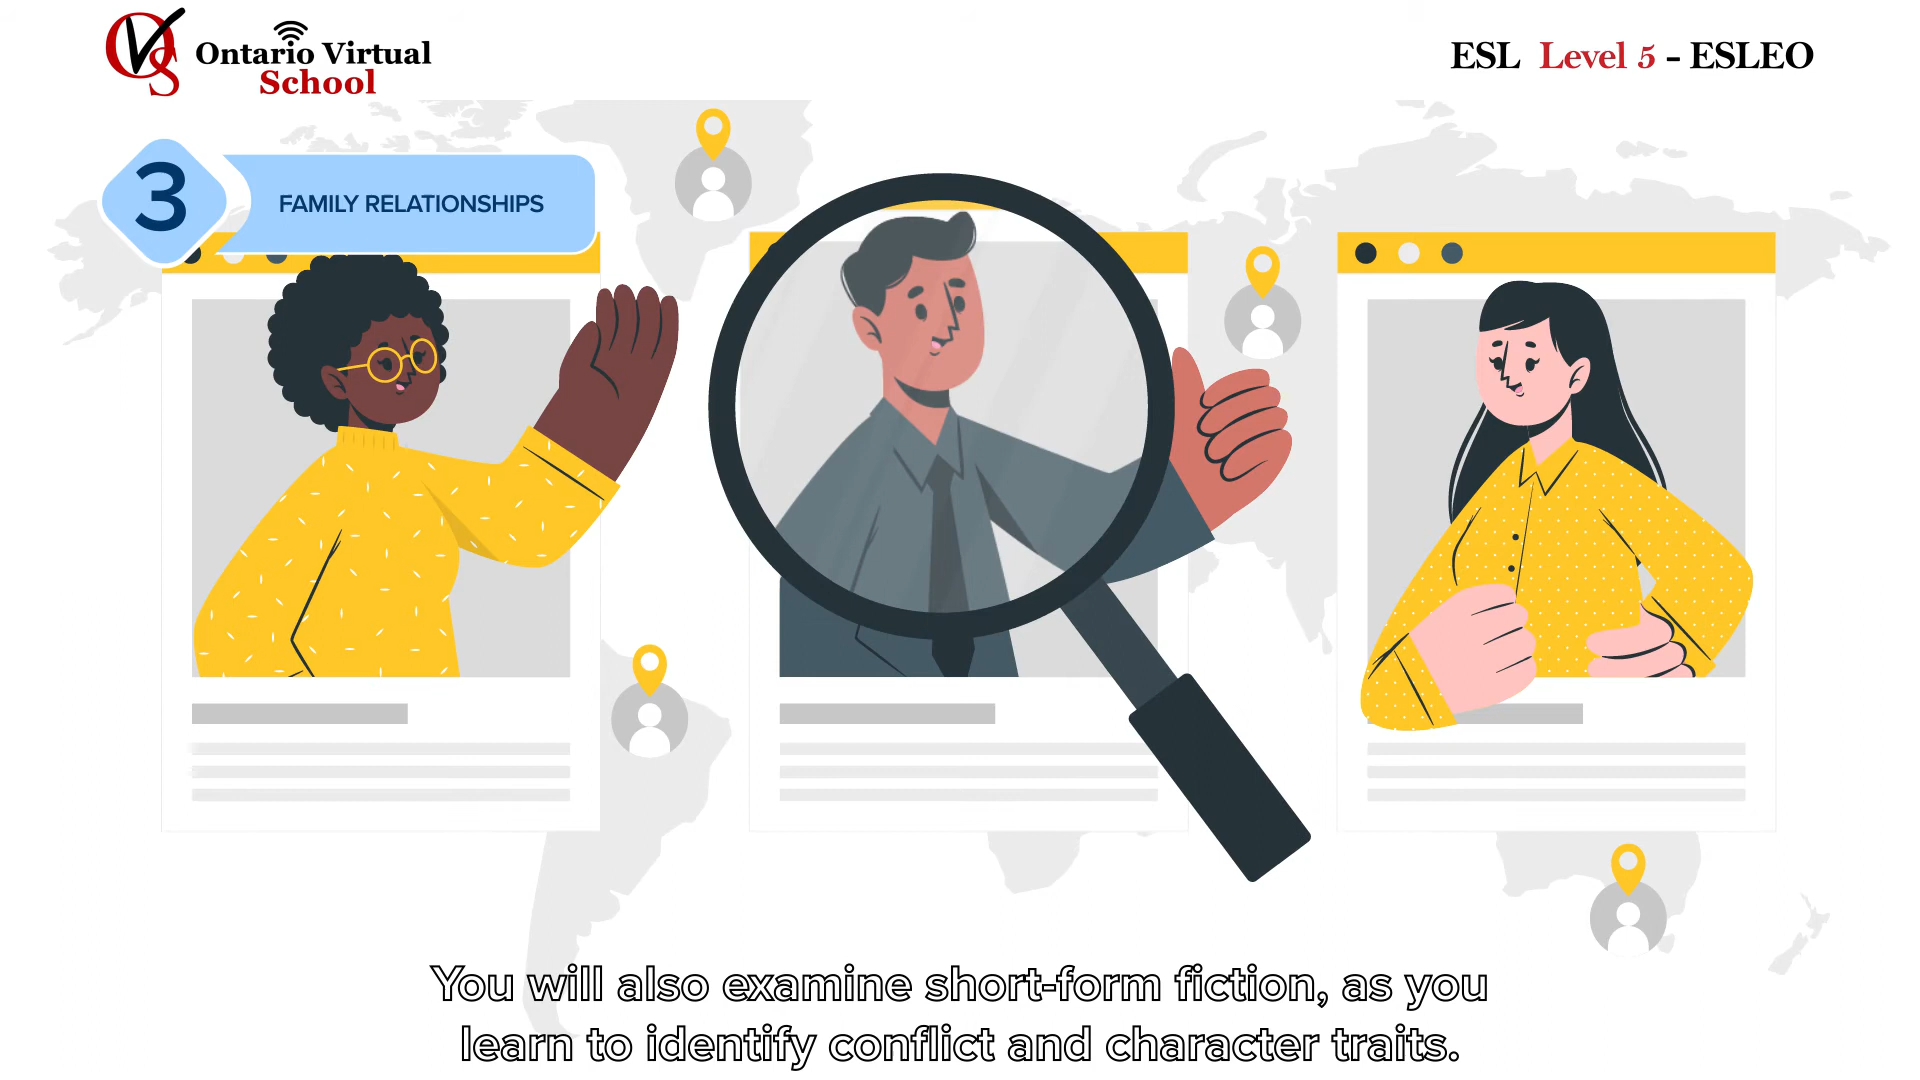 Ontario Virtual
School
ESL Level 5 - ESLEO
3
FAMILY RELATIONSHIPS
You will also examine short-form fiction, as you
learn to identify conflict and character traits.